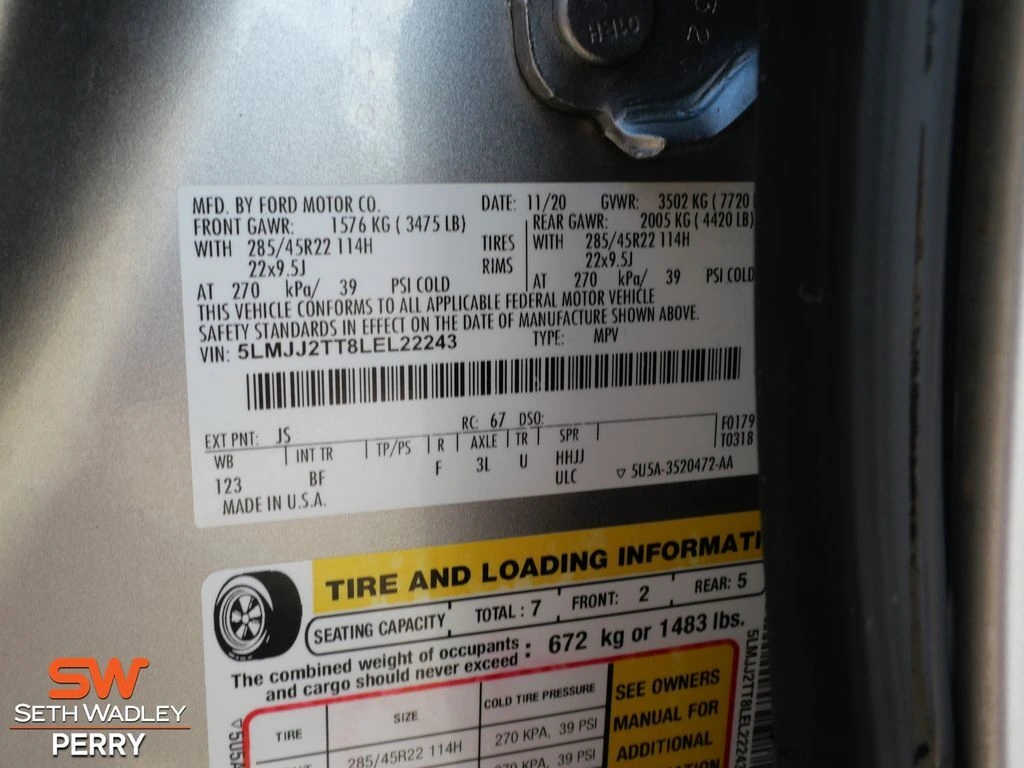 MFD. BY FORD MOTOR CO. DATE: 11/20 GVWR: 3502 KG ( 7720
FRONT GAWR: 1576 KG ( 3475 LB) REAR GAWR: 2005 KG ( 4420 LB)
WITH 285/45R22 114H TIRES WITH 285/45R22 114H
22x9.5J RIMS 22x9.5J
AT 270 kPa/ 39 PSI COLD AT 270 kPa/ 39 PSI COLD
THIS VEHICLE CONFORMS TO ALL APPLICABLE FEDERAL MOTOR VEHICLE
SAFETY STANDARDS IN EFFECT ON THE DATE OF MANUFACTURE SHOWN ABOVE.
VIN: 5LMJJ2TT8LEL22243 TYPE: MPV
EXT PNT: JS RC: 67 DSO: F0179
WB INT TR TP/PS R AXLE TR SPR T0318
123 BF F 3L U HHJJ
ULC 5U5A-3520472-AA
MADE IN U.S.A.
TIRE AND LOADING INFORMATI
SEATING CAPACITY TOTAL : 7 FRONT: 2 REAR: 5
The combined weight of occupants : 672 kg or 1483 lbs.
and cargo should never exceed
TIRE SIZE COLD TIRE PRESSURE SEE OWNERS
285/45R22 114H 270 KPA, 39 PSI MANUAL FOR
270 KPA, 39 PSI ADDITIONAL
5LMJJ2TT8LEL2224
SW
SETH WADLEY
PERRY